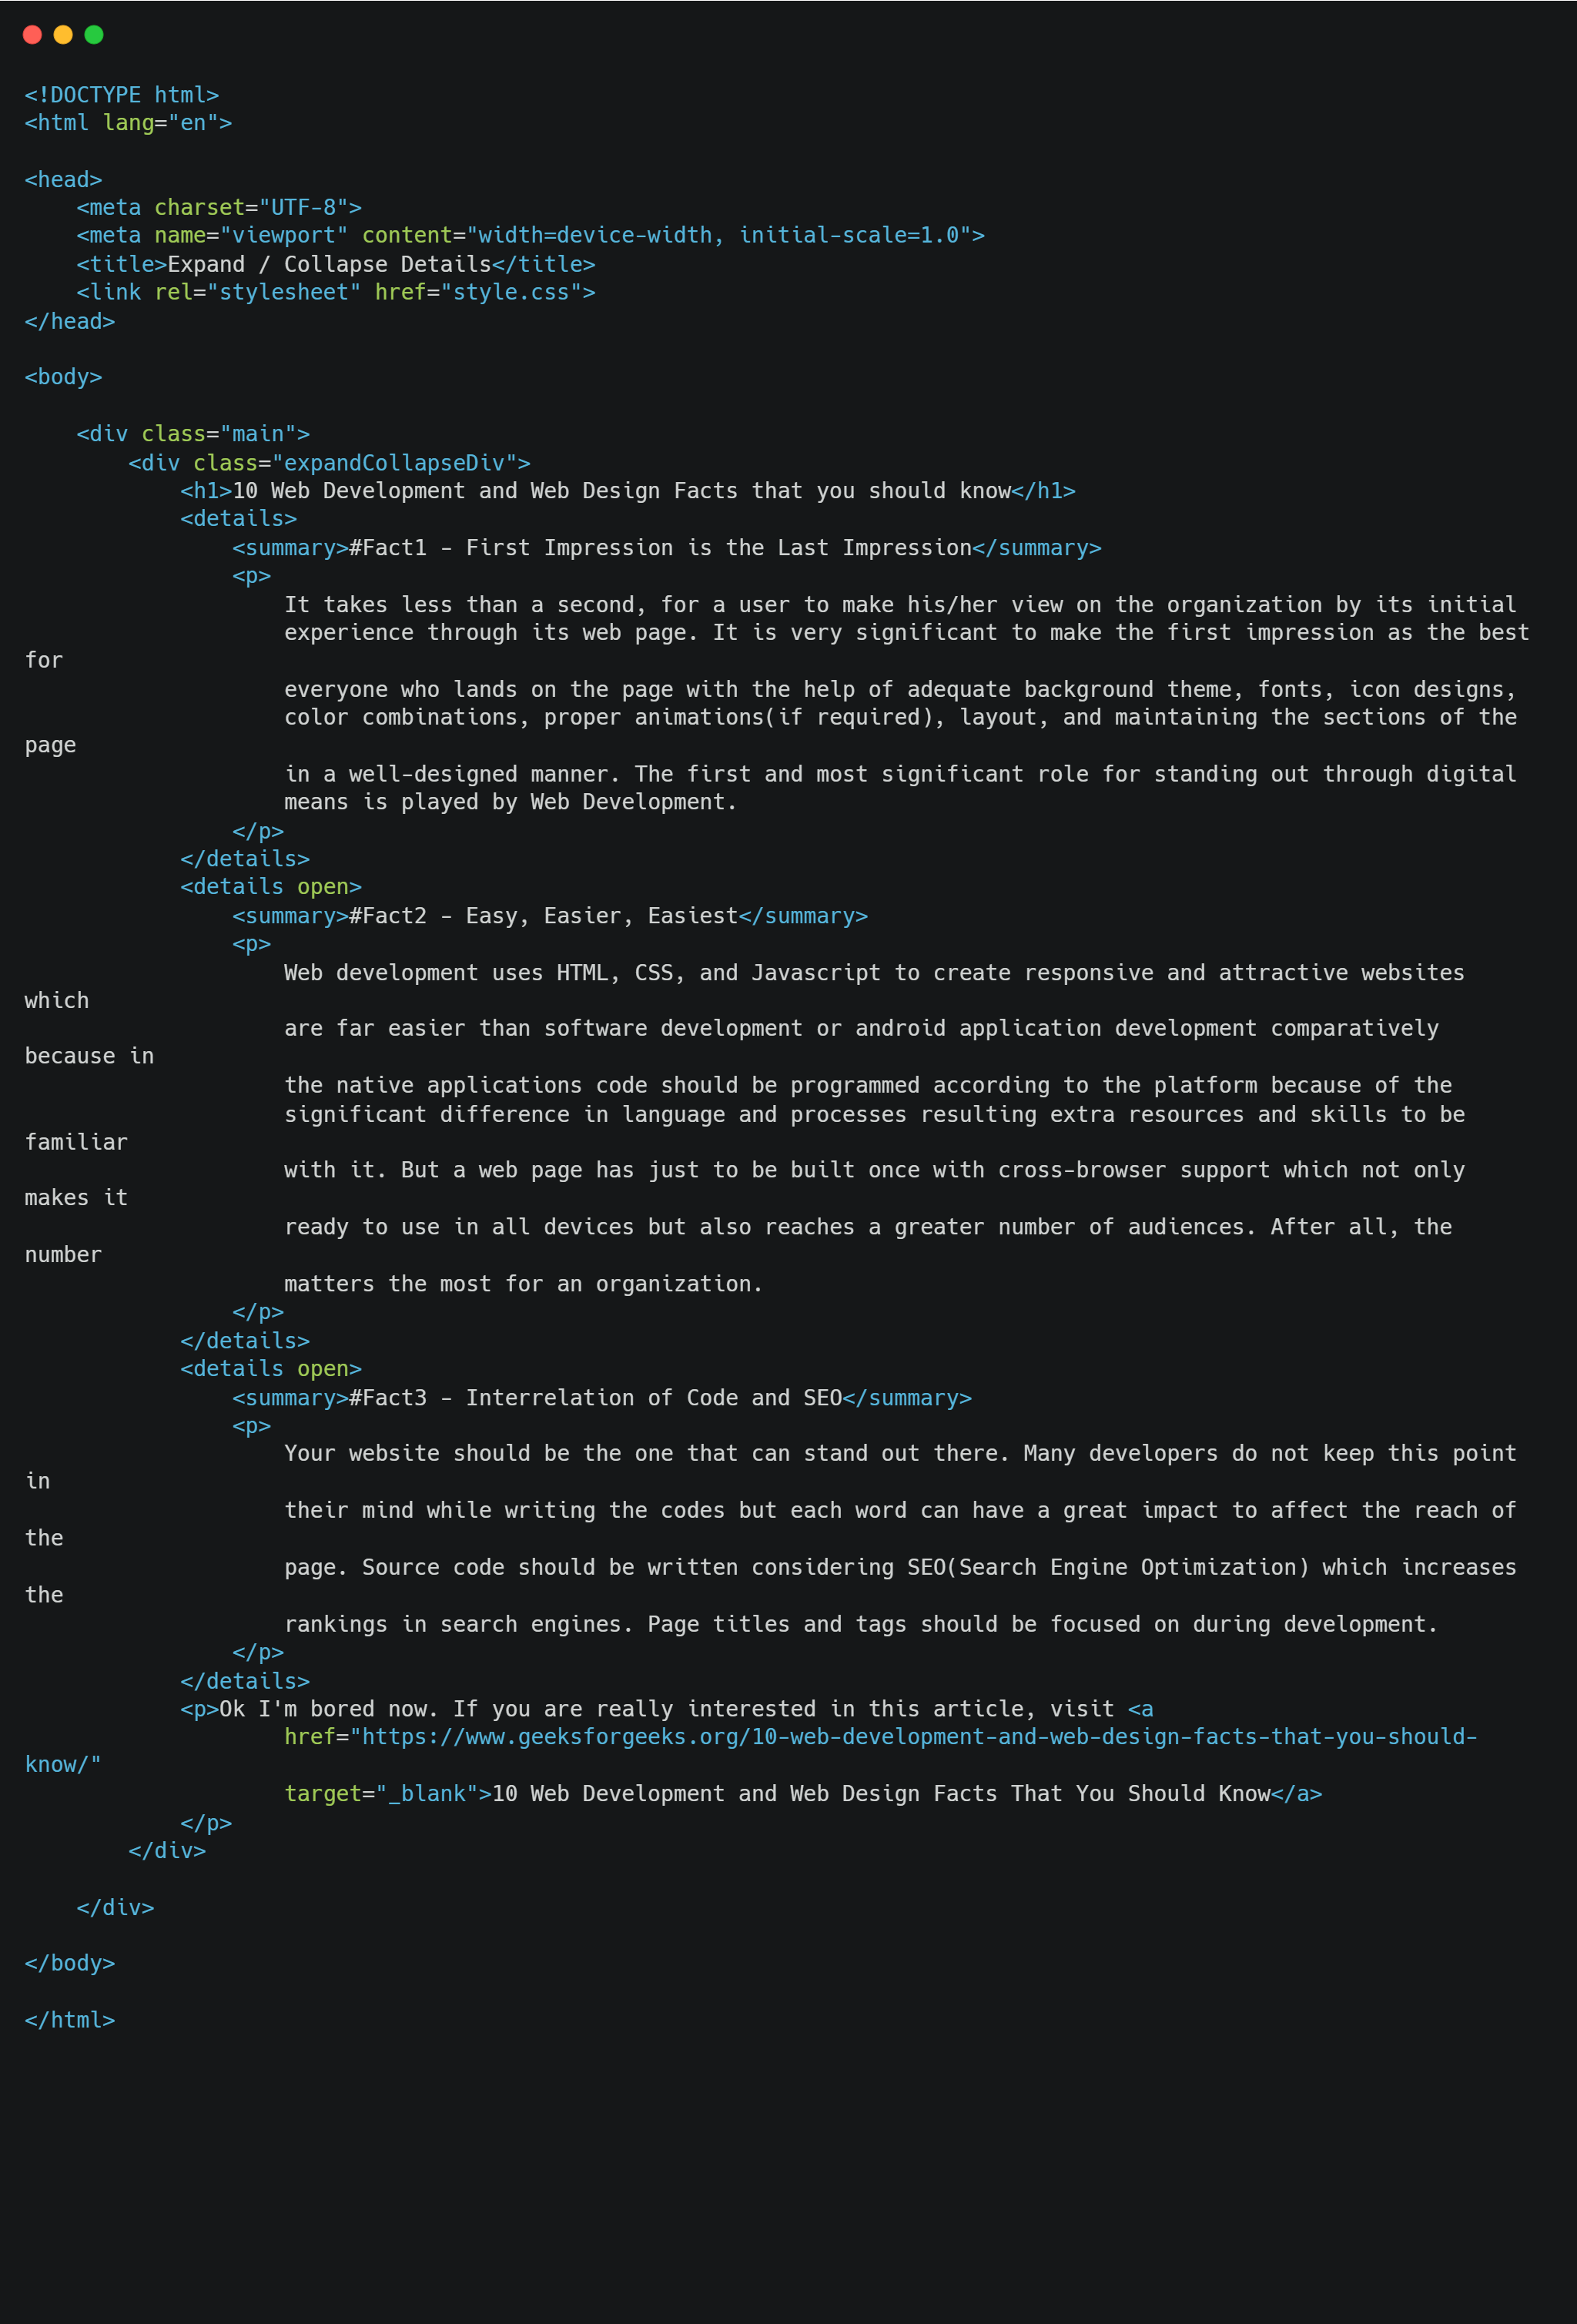 <!DOCTYPE html>
<html lang="en">

<head>
    <meta charset="UTF-8">
    <meta name="viewport" content="width=device-width, initial-scale=1.0">
    <title>Expand / Collapse Details</title>
    <link rel="stylesheet" href="style.css">
</head>

<body>

    <div class="main">
        <div class="expandCollapseDiv">
            <h1>10 Web Development and Web Design Facts that you should know</h1>
            <details>
                <summary>#Fact1 - First Impression is the Last Impression</summary>
                <p>
                    It takes less than a second, for a user to make his/her view on the organization by its initial
                    experience through its web page. It is very significant to make the first impression as the best
for
                    everyone who lands on the page with the help of adequate background theme, fonts, icon designs,
                    color combinations, proper animations(if required), layout, and maintaining the sections of the
page
                    in a well-designed manner. The first and most significant role for standing out through digital
                    means is played by Web Development.
                </p>
            </details>
            <details open>
                <summary>#Fact2 - Easy, Easier, Easiest</summary>
                <p>
                    Web development uses HTML, CSS, and Javascript to create responsive and attractive websites
which
                    are far easier than software development or android application development comparatively
because in
                    the native applications code should be programmed according to the platform because of the
                    significant difference in language and processes resulting extra resources and skills to be
familiar
                    with it. But a web page has just to be built once with cross-browser support which not only
makes it
                    ready to use in all devices but also reaches a greater number of audiences. After all, the
number
                    matters the most for an organization.
                </p>
            </details>
            <details open>
                <summary>#Fact3 - Interrelation of Code and SEO</summary>
                <p>
                    Your website should be the one that can stand out there. Many developers do not keep this point
in
                    their mind while writing the codes but each word can have a great impact to affect the reach of
the
                    page. Source code should be written considering SEO(Search Engine Optimization) which increases
the
                    rankings in search engines. Page titles and tags should be focused on during development.
                </p>
            </details>
            <p>Ok I'm bored now. If you are really interested in this article, visit <a
                    href="https://www.geeksforgeeks.org/10-web-development-and-web-design-facts-that-you-should-
know/"
                    target="_blank">10 Web Development and Web Design Facts That You Should Know</a>
            </p>
        </div>

    </div>

</body>

</html>